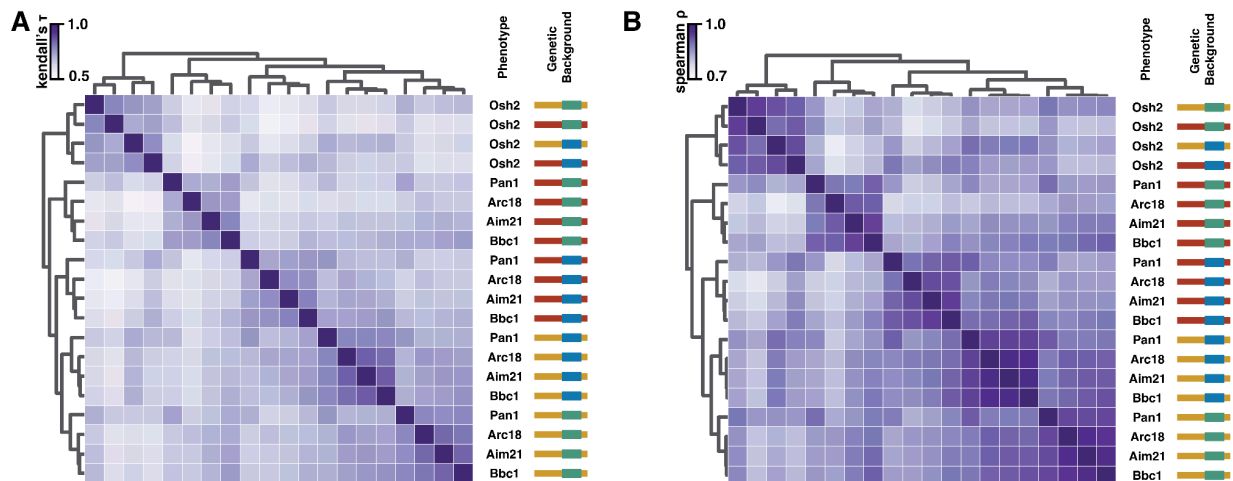 A
kendall's τ
1.0
0.5
Phenotype
Genetic
Background
Osh2
Osh2
Osh2
Osh2
Pan1
Arc18
Aim21
Bbc1
Pan1
Arc18
Aim21
Bbc1
Pan1
Arc18
Aim21
Bbc1
Pan1
Arc18
Aim21
Bbc1
B
spearman ρ
1.0
0.7
Phenotype
Genetic
Background
Osh2
Osh2
Osh2
Osh2
Pan1
Arc18
Aim21
Bbc1
Pan1
Arc18
Aim21
Bbc1
Pan1
Arc18
Aim21
Bbc1
Pan1
Arc18
Aim21
Bbc1